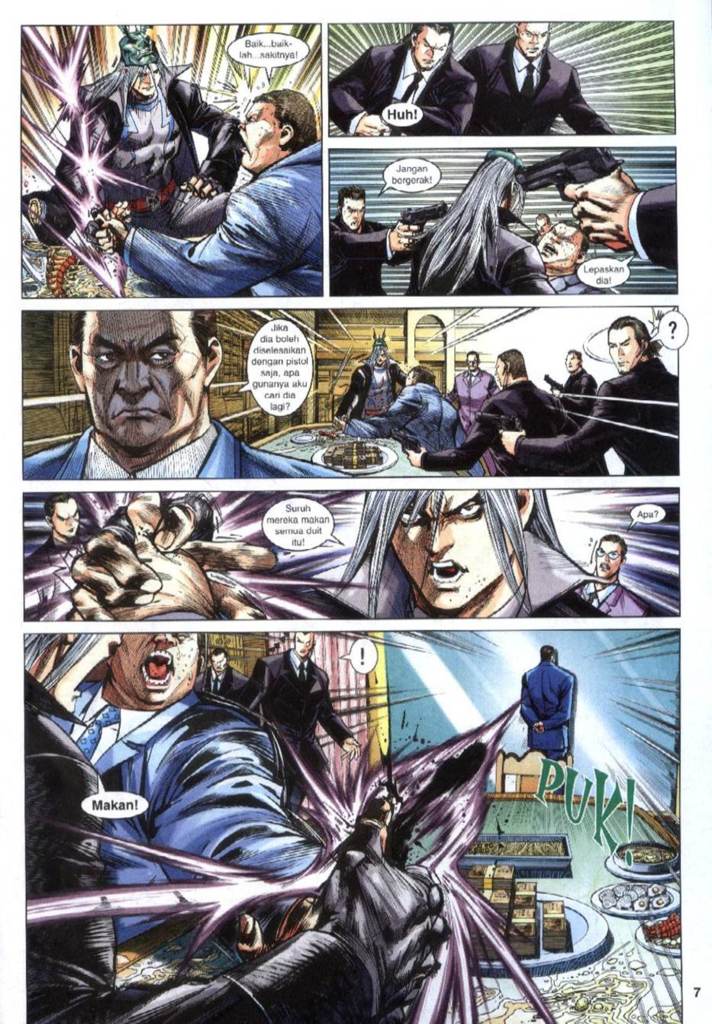 Baik...baik-
lah...sakitnya!
Huh!
Jangan
bergerak!
Lepaskan
dia!
Jika
dia boleh
diselesaikan
dengan pistol
saja, apa
gunanya aku
cari dia
lagi?
?
Suruh
mereka makan
semua duit
itu!
Apa?
!
Makan!
PUK!
7